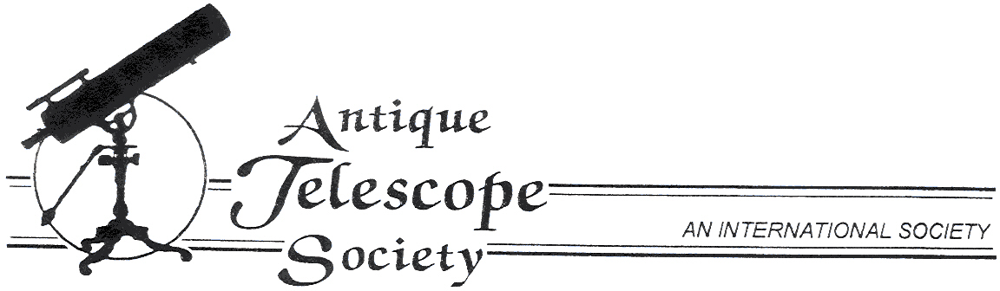 Antique
Telescope
Society
AN INTERNATIONAL SOCIETY